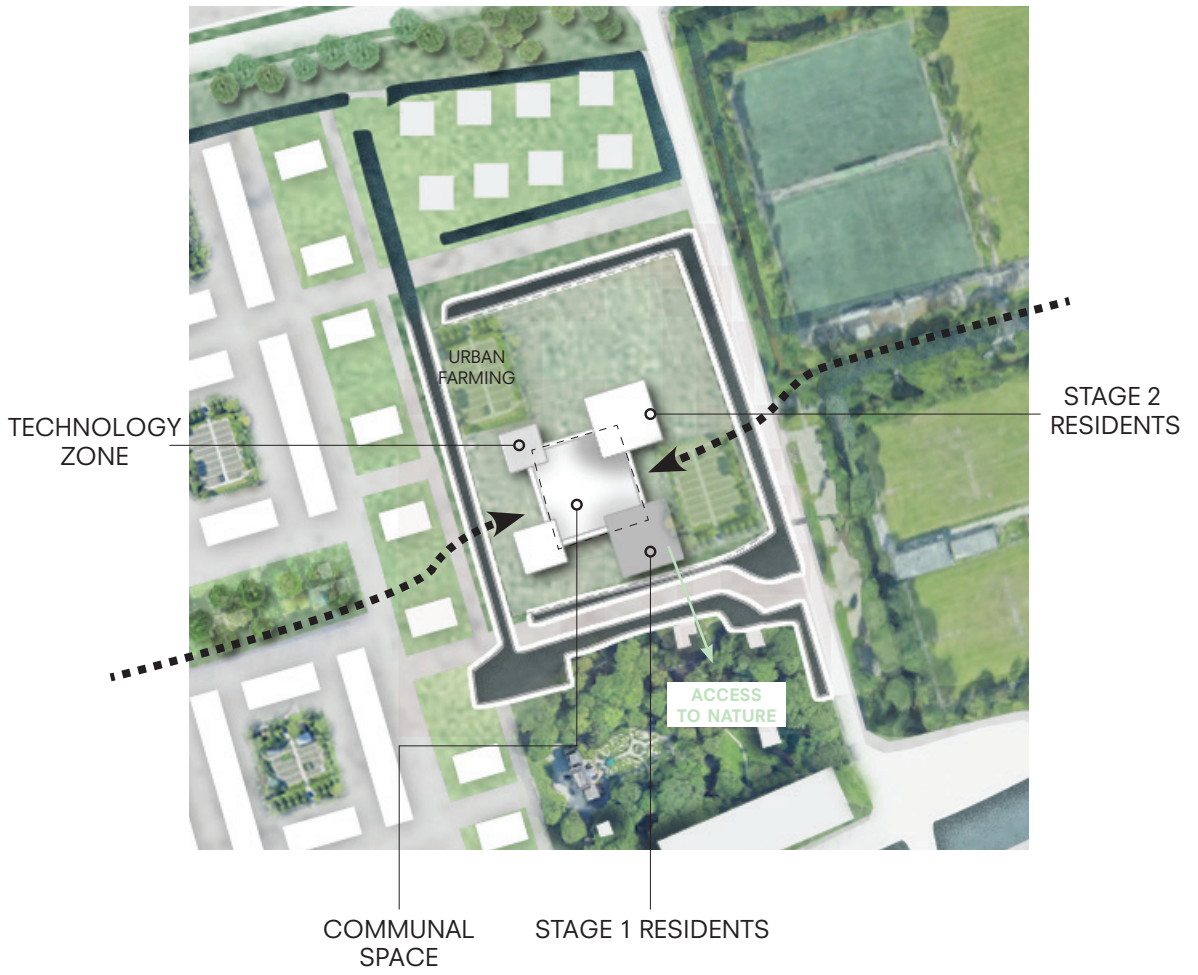 URBAN
FARMING
TECHNOLOGY
ZONE
STAGE 2
RESIDENTS
ACCESS
TO NATURE
COMMUNAL
SPACE
STAGE 1 RESIDENTS